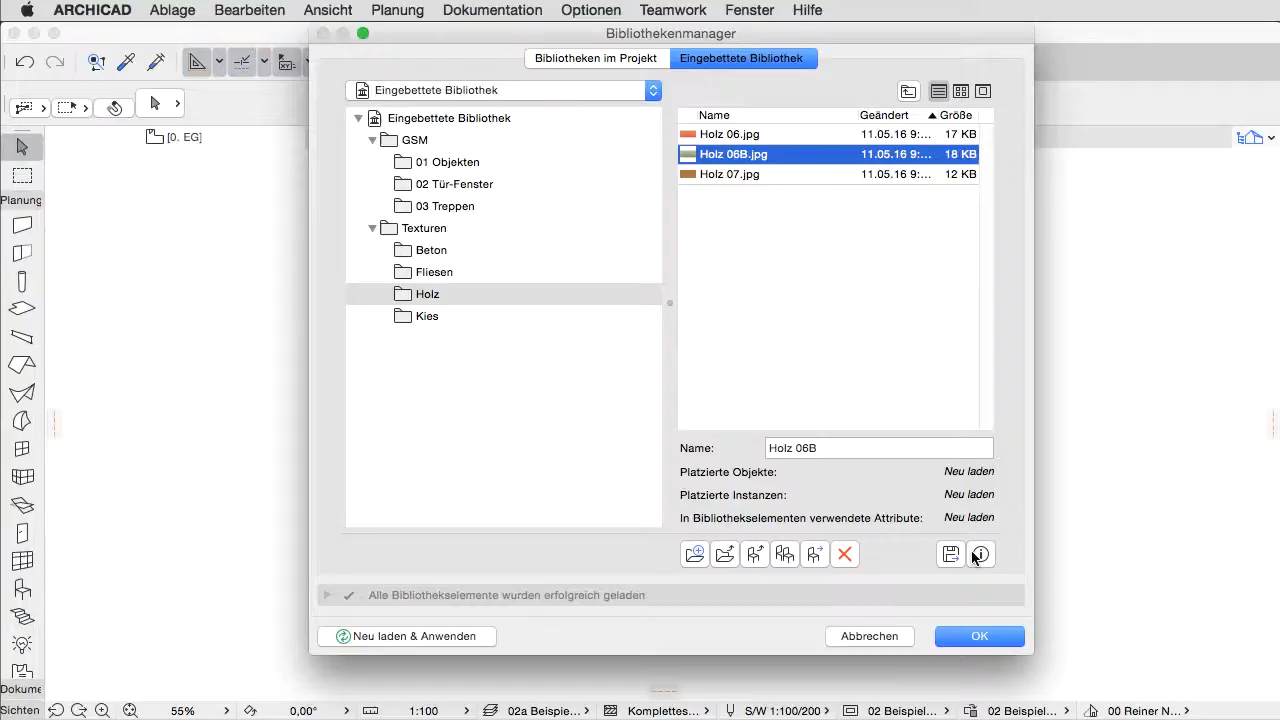 ARCHICAD Ablage Bearbeiten Ansicht Planung Dokumentation Optionen Teamwork Fenster Hilfe
Bibliothekenmanager
Bibliotheken im Projekt Eingebettete Bibliothek
Eingebettete Bibliothek
Name Geändert Größe
Eingebettete Bibliothek
Holz 06.jpg 11.05.16 9:... 17 KB
[0. EG]
GSM
Holz 06B.jpg 11.05.16 9:... 18 KB
01 Objekten
Holz 07.jpg 11.05.16 9:... 12 KB
02 Tür-Fenster
Planung
03 Treppen
Texturen
Beton
Fliesen
Holz
Kies
Name: Holz 06B
Platzierte Objekte: Neu laden
Platzierte Instanzen: Neu laden
In Bibliothekselementen verwendete Attribute: Neu laden
Alle Bibliothekselemente wurden erfolgreich geladen
Neu laden & Anwenden Abbrechen OK
Dokume
Sichten 55% 0,00° 1:100 02a Beispie... Komplettes... S/W 1:100/200 02 Beispiel... 02 Beispiel... 00 Reiner N...